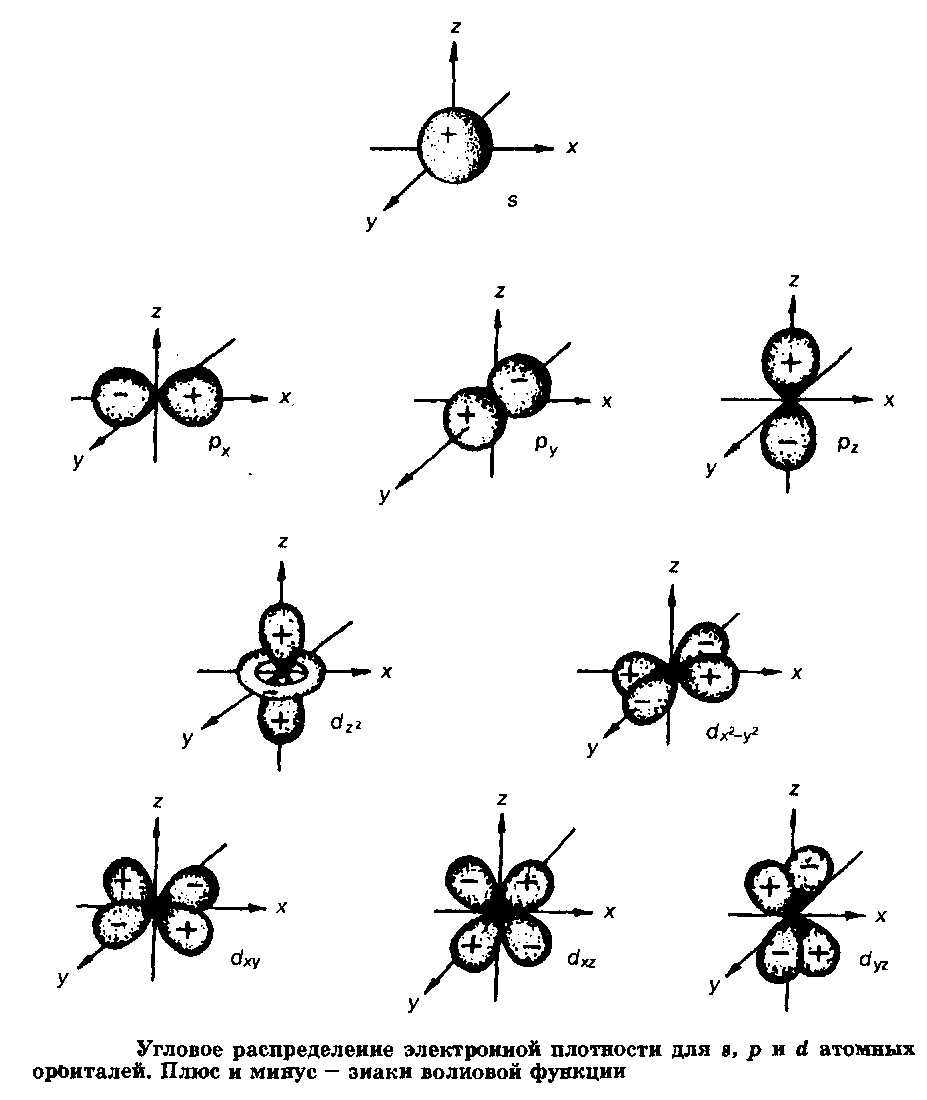 z
+
x
y
s
z
z
z
− + x
− + x
+ − x
y pₓ
y p_y
y p_z
z
z
+ x
− + + − x
+
y d_z²
y d_x²−y²
z
z
z
+ − − + x
− + + − x
+ − − + x
y d_xy
y d_xz
y d_yz
Угловое распределение электронной плотности для s, p и d атомных
орбиталей. Плюс и минус — знаки волновой функции